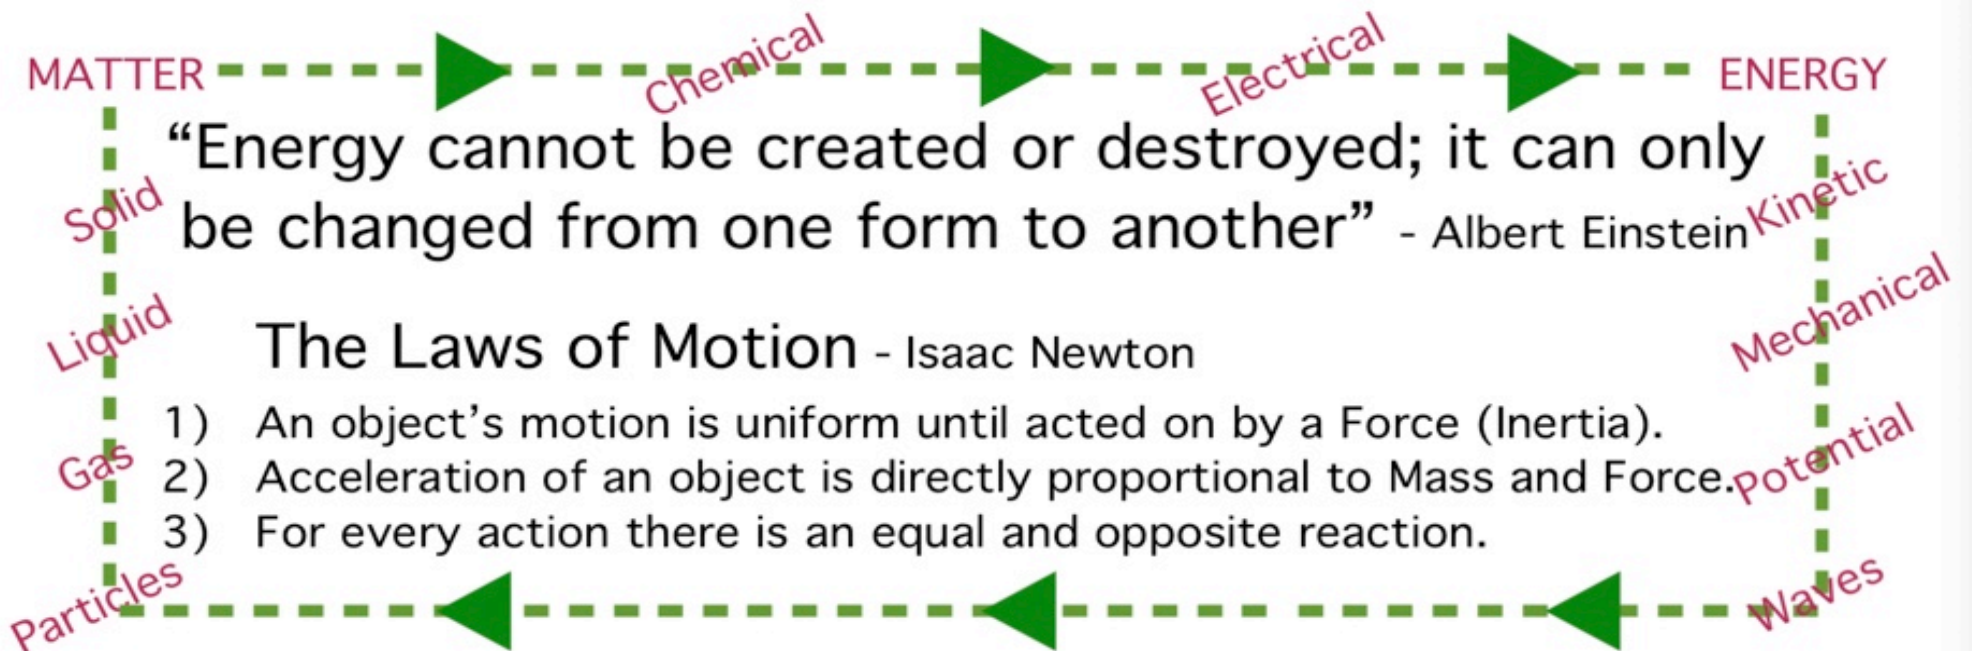 MATTER Chemical Electrical ENERGY
“Energy cannot be created or destroyed; it can only
be changed from one form to another” - Albert Einstein
Solid
Kinetic
The Laws of Motion - Isaac Newton
Liquid
Mechanical
1) An object’s motion is uniform until acted on by a Force (Inertia).
2) Acceleration of an object is directly proportional to Mass and Force.
3) For every action there is an equal and opposite reaction.
Gas
Potential
Particles
Waves